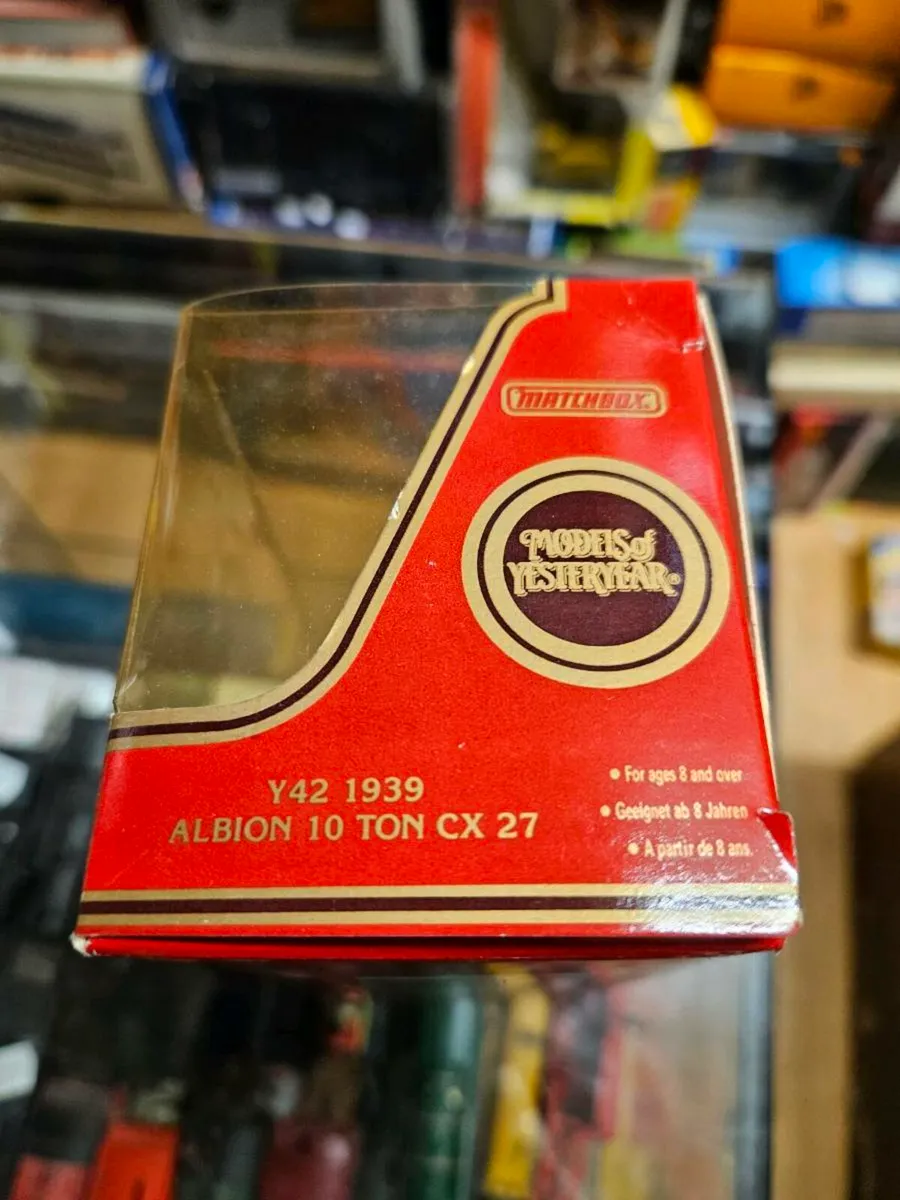 MATCHBOX
MODELS of
YESTERYEAR®
Y42 1939
ALBION 10 TON CX 27
• For ages 8 and over
• Geeignet ab 8 Jahren
• A partir de 8 ans.